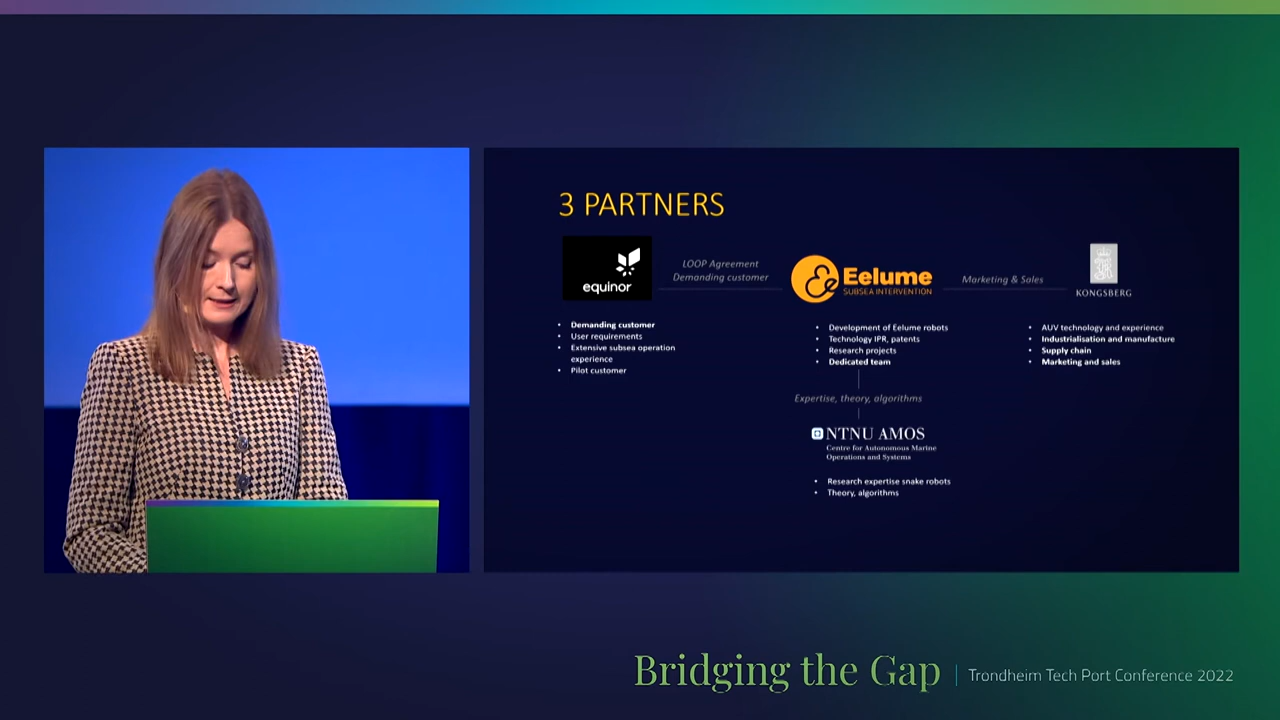 3 PARTNERS
equinor
LOOP Agreement
Demanding customer
Eelume
SUBSEA INTERVENTION
Marketing & Sales
KONGSBERG
• Demanding customer
• User requirements
• Extensive subsea operation
experience
• Pilot customer
• Development of Eelume robots
• Technology IPR, patents
• Research projects
• Dedicated team
• AUV technology and experience
• Industrialisation and manufacture
• Supply chain
• Marketing and sales
Expertise, theory, algorithms
NTNU AMOS
Centre for Autonomous Marine
Operations and Systems
• Research expertise snake robots
• Theory, algorithms
Bridging the Gap | Trondheim Tech Port Conference 2022